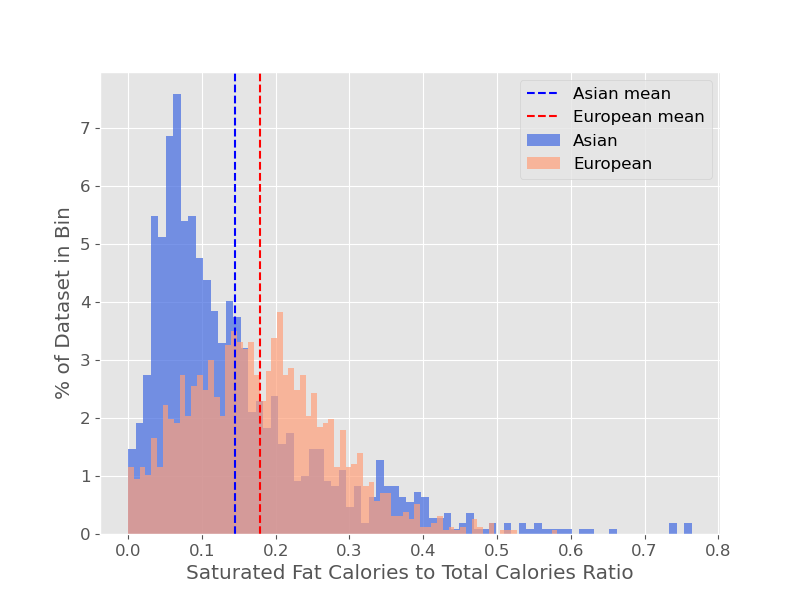 Asian mean
European mean
Asian
European
% of Dataset in Bin
7
6
5
4
3
2
1
0
0.0 0.1 0.2 0.3 0.4 0.5 0.6 0.7 0.8
Saturated Fat Calories to Total Calories Ratio